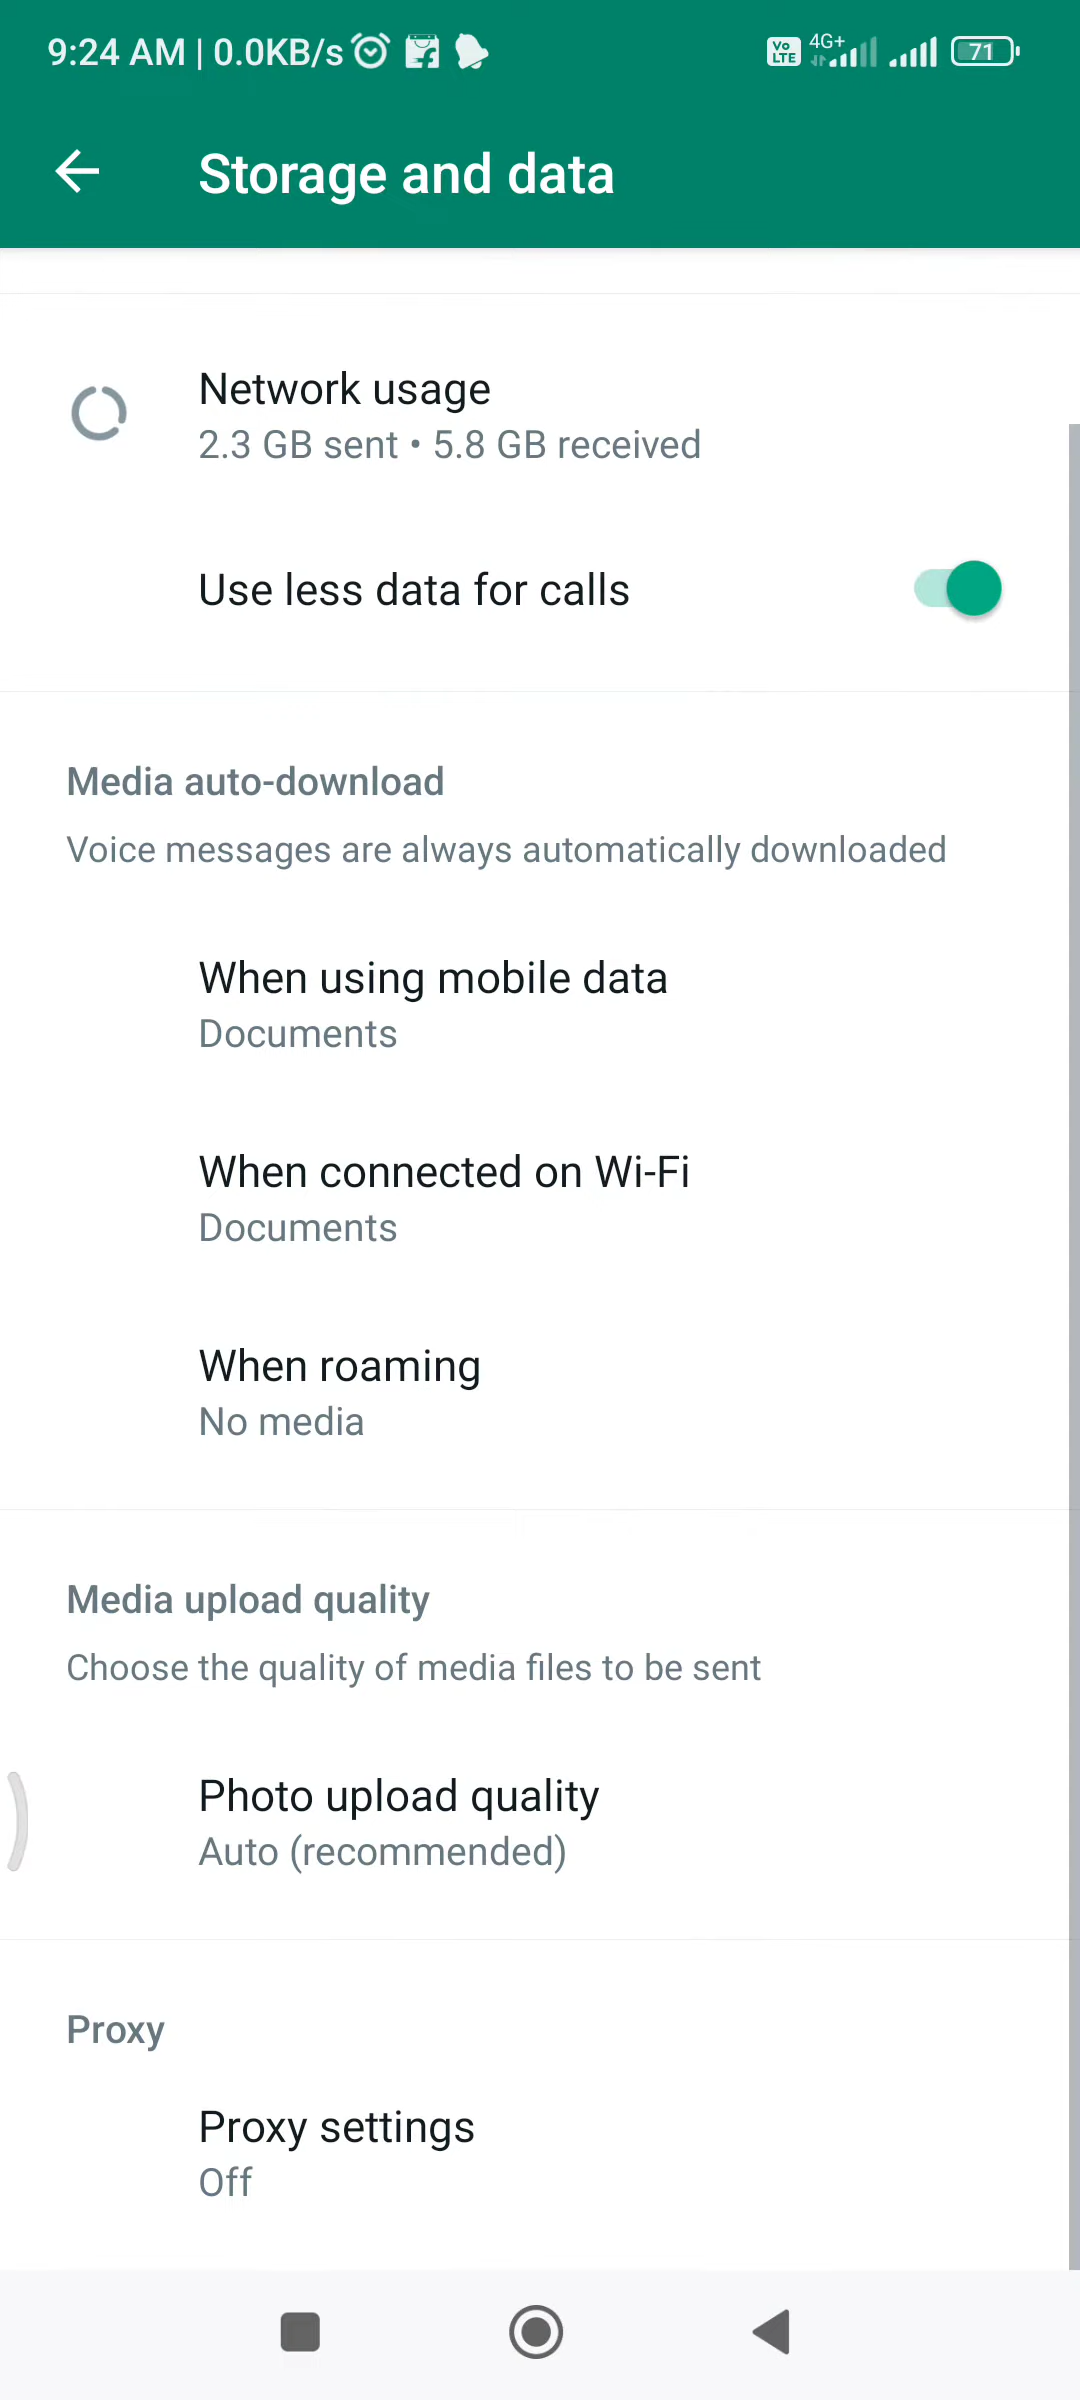 9:24 AM | 0.0KB/s
Vo LTE 4G+ 71
Storage and data
Network usage
2.3 GB sent • 5.8 GB received
Use less data for calls
Media auto-download
Voice messages are always automatically downloaded
When using mobile data
Documents
When connected on Wi-Fi
Documents
When roaming
No media
Media upload quality
Choose the quality of media files to be sent
Photo upload quality
Auto (recommended)
Proxy
Proxy settings
Off